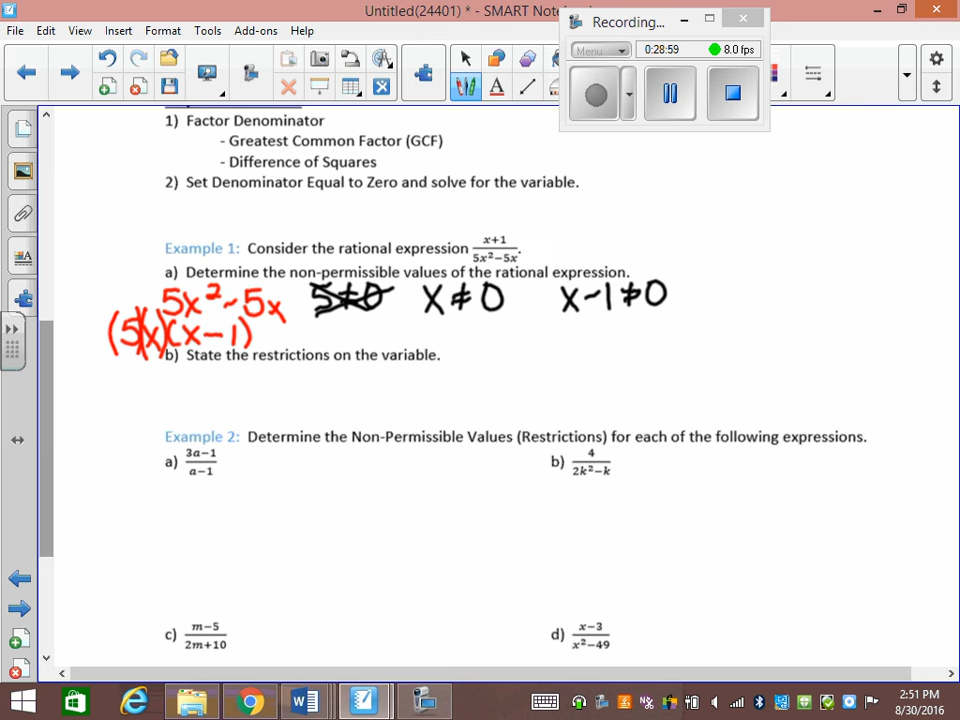 Untitled(24401) * - SMART Notebook
Recording...
File Edit View Insert Format Tools Add-ons Help
Menu...
0:28:59
8.0 fps
1) Factor Denominator
- Greatest Common Factor (GCF)
- Difference of Squares
2) Set Denominator Equal to Zero and solve for the variable.
Example 1: Consider the rational expression x+1/5x²−5x.
a) Determine the non-permissible values of the rational expression.
5x² - 5x 5≠0 x ≠ 0 x-1≠0
(5)(x)(x-1)
b) State the restrictions on the variable.
Example 2: Determine the Non-Permissible Values (Restrictions) for each of the following expressions.
a) 3a−1/a−1 b) 4/2k²−k
c) m−5/2m+10 d) x−3/x²−49
2:51 PM
8/30/2016